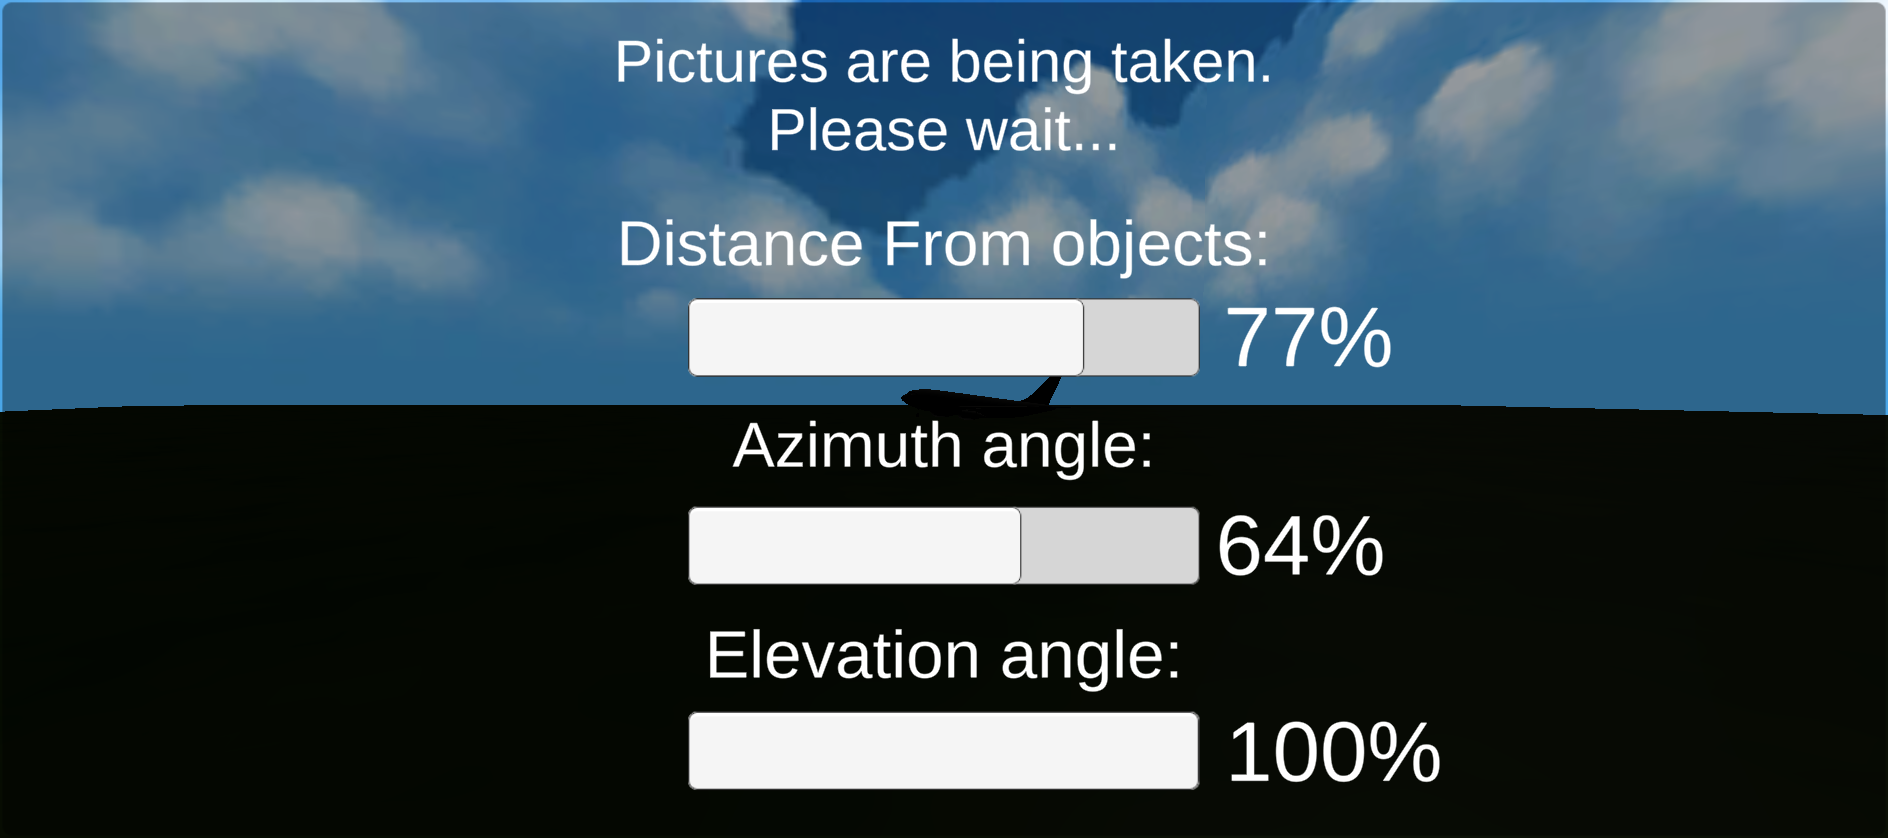 Pictures are being taken.
Please wait...
Distance From objects:
77%
Azimuth angle:
64%
Elevation angle:
100%